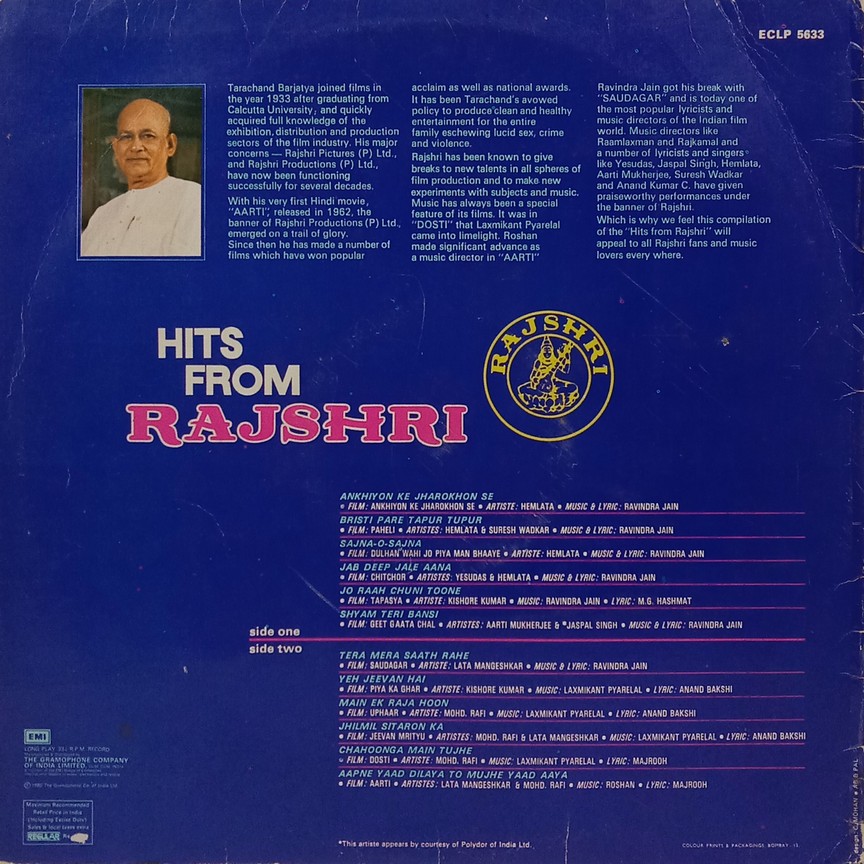 ECLP 5633
Tarachand Barjatya joined films in
the year 1933 after graduating from
Calcutta University, and quickly
acquired full knowledge of the
exhibition, distribution and production
sectors of the film industry. His major
concerns — Rajshri Pictures (P) Ltd.,
and Rajshri Productions (P) Ltd.,
have now been functioning
successfully for several decades.
With his very first Hindi movie,
"AARTI", released in 1962, the
banner of Rajshri Productions (P) Ltd.,
emerged on a trail of glory.
Since then he has made a number of
films which have won popular
acclaim as well as national awards.
It has been Tarachand's avowed
policy to produce clean and healthy
entertainment for the entire
family eschewing lucid sex, crime
and violence.
Rajshri has been known to give
breaks to new talents in all spheres of
film production and to make new
experiments with subjects and music.
Music has always been a special
feature of its films. It was in
"DOSTI" that Laxmikant Pyarelal
came into limelight. Roshan
made significant advance as
a music director in "AARTI"
Ravindra Jain got his break with
"SAUDAGAR" and is today one of
the most popular lyricists and
music directors of the Indian film
world. Music directors like
Raamlaxman and Rajkamal and
a number of lyricists and singers
like Yesudas, Jaspal Singh, Hemlata,
Aarti Mukherjee, Suresh Wadkar
and Anand Kumar C. have given
praiseworthy performances under
the banner of Rajshri.
Which is why we feel this compilation
of the "Hits from Rajshri" will
appeal to all Rajshri fans and music
lovers every where.
HITS
FROM
RAJSHRI
RAJSHRI
ANKHIYON KE JHAROKHON SE
• FILM: ANKHIYON KE JHAROKHON SE • ARTISTE: HEMLATA • MUSIC & LYRIC: RAVINDRA JAIN
BRISTI PARE TAPUR TUPUR
• FILM: PAHELI • ARTISTES: HEMLATA & SURESH WADKAR • MUSIC & LYRIC: RAVINDRA JAIN
SAJNA-O-SAJNA
• FILM: DULHAN WAHI JO PIYA MAN BHAAYE • ARTISTE: HEMLATA • MUSIC & LYRIC: RAVINDRA JAIN
JAB DEEP JALE AANA
• FILM: CHITCHOR • ARTISTES: YESUDAS & HEMLATA • MUSIC & LYRIC: RAVINDRA JAIN
JO RAAH CHUNI TOONE
• FILM: TAPASYA • ARTISTE: KISHORE KUMAR • MUSIC: RAVINDRA JAIN • LYRIC: M.G. HASHMAT
SHYAM TERI BANSI
• FILM: GEET GAATA CHAL • ARTISTES: AARTI MUKHERJEE & *JASPAL SINGH • MUSIC & LYRIC: RAVINDRA JAIN
side one
side two
TERA MERA SAATH RAHE
• FILM: SAUDAGAR • ARTISTE: LATA MANGESHKAR • MUSIC & LYRIC: RAVINDRA JAIN
YEH JEEVAN HAI
• FILM: PIYA KA GHAR • ARTISTE: KISHORE KUMAR • MUSIC: LAXMIKANT PYARELAL • LYRIC: ANAND BAKSHI
MAIN EK RAJA HOON
• FILM: UPHAAR • ARTISTE: MOHD. RAFI • MUSIC: LAXMIKANT PYARELAL • LYRIC: ANAND BAKSHI
JHILMIL SITARON KA
• FILM: JEEVAN MRITYU • ARTISTES: MOHD. RAFI & LATA MANGESHKAR • MUSIC: LAXMIKANT PYARELAL • LYRIC: ANAND BAKSHI
CHAHOONGA MAIN TUJHE
• FILM: DOSTI • ARTISTE: MOHD. RAFI • MUSIC: LAXMIKANT PYARELAL • LYRIC: MAJROOH
AAPNE YAAD DILAYA TO MUJHE YAAD AAYA
• FILM: AARTI • ARTISTES: LATA MANGESHKAR & MOHD. RAFI • MUSIC: ROSHAN • LYRIC: MAJROOH
EMI
LONG PLAY 33⅓ R.P.M. RECORD
THE GRAMOPHONE COMPANY
OF INDIA LIMITED,
Maximum Recommended
Retail Price in India
(Including Excise Duty)
Sales & local taxes extra
REGULAR Rs
*This artiste appears by courtesy of Polydor of India Ltd.
COLOUR PRINTS & PACKAGINGS, BOMBAY-13.